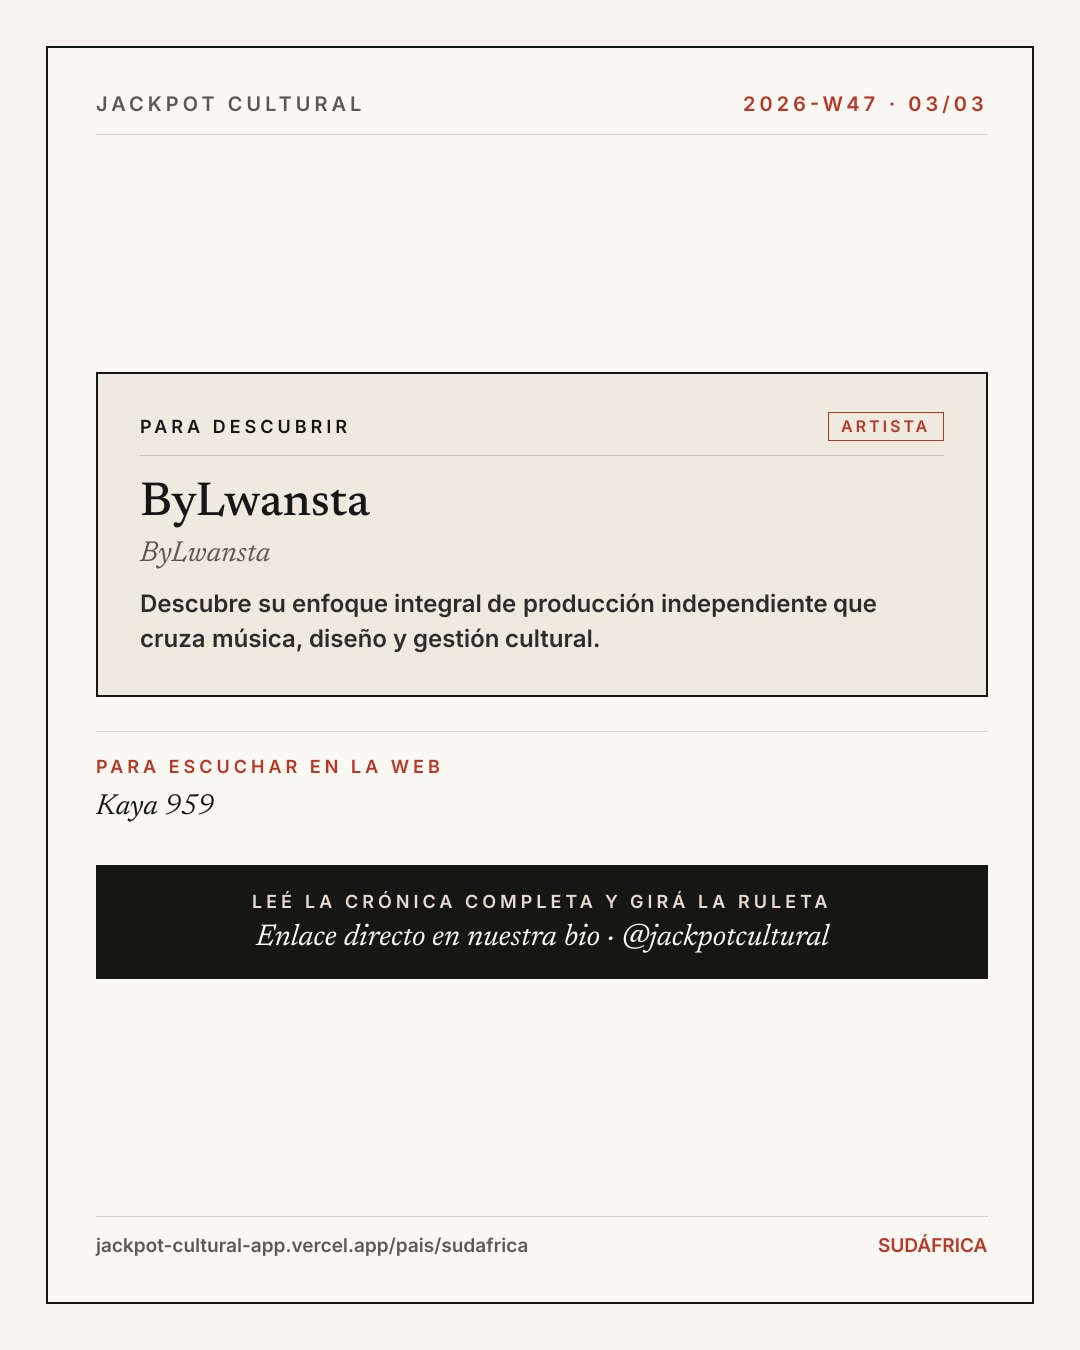 JACKPOT CULTURAL
2026-W47 · 03/03
PARA DESCUBRIR
ARTISTA
ByLwansta
ByLwansta
Descubre su enfoque integral de producción independiente que
cruza música, diseño y gestión cultural.
PARA ESCUCHAR EN LA WEB
Kaya 959
LEÉ LA CRÓNICA COMPLETA Y GIRÁ LA RULETA
Enlace directo en nuestra bio · @jackpotcultural
jackpot-cultural-app.vercel.app/pais/sudafrica
SUDÁFRICA